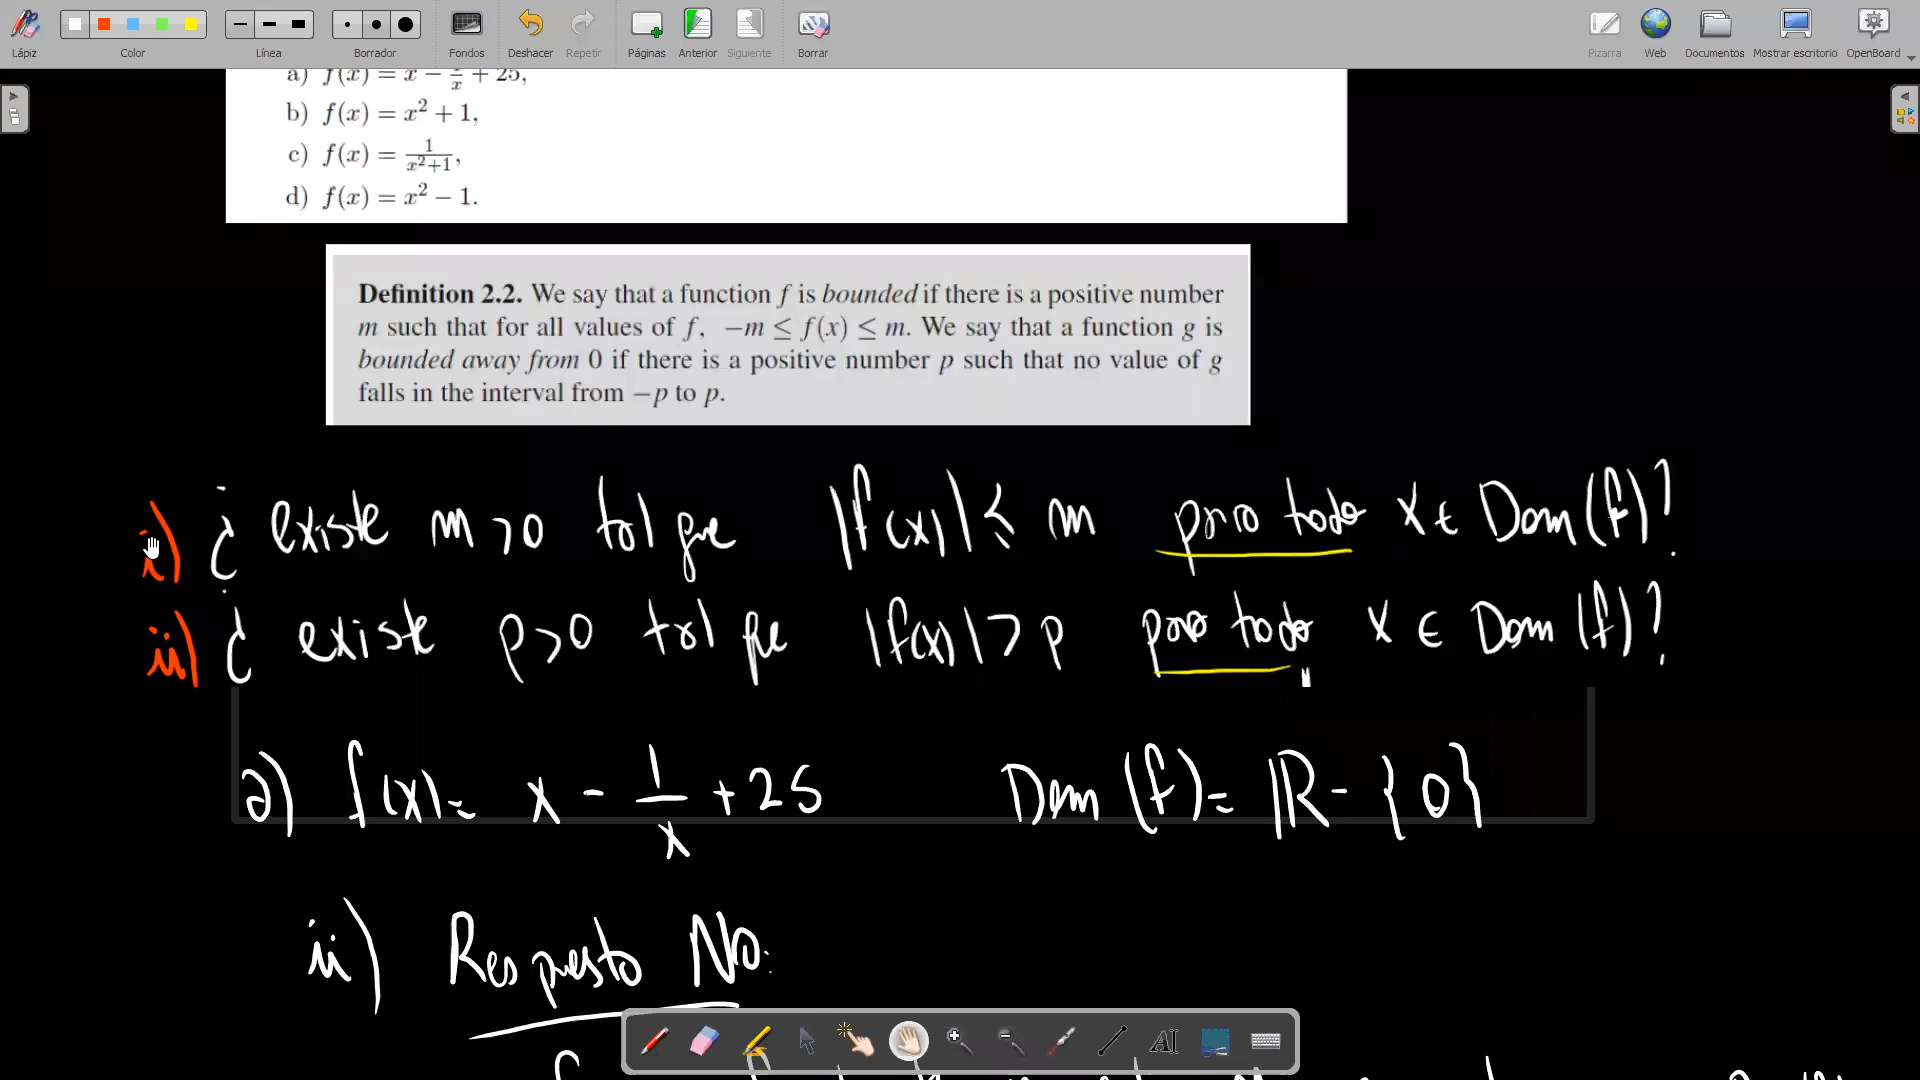 Lápiz Color Línea Borrador Fondos Deshacer Repetir Páginas Anterior Siguiente Borrar Pizarra Web Documentos Mostrar escritorio OpenBoard
a) f(x) = x − 1/x + 25,
b) f(x) = x² + 1,
c) f(x) = 1/(x²+1),
d) f(x) = x² − 1.
Definition 2.2. We say that a function f is bounded if there is a positive number
m such that for all values of f, −m ≤ f(x) ≤ m. We say that a function g is
bounded away from 0 if there is a positive number p such that no value of g
falls in the interval from −p to p.
i) ¿ existe m > 0 tal que |f(x)| ≤ m para todo x ∈ Dom(f)?
ii) ¿ existe p > 0 tal que |f(x)| > p para todo x ∈ Dom(f)?
a) f(x) = x − 1/x + 25 Dom(f) = ℝ − {0}
ii) Respuesta No.